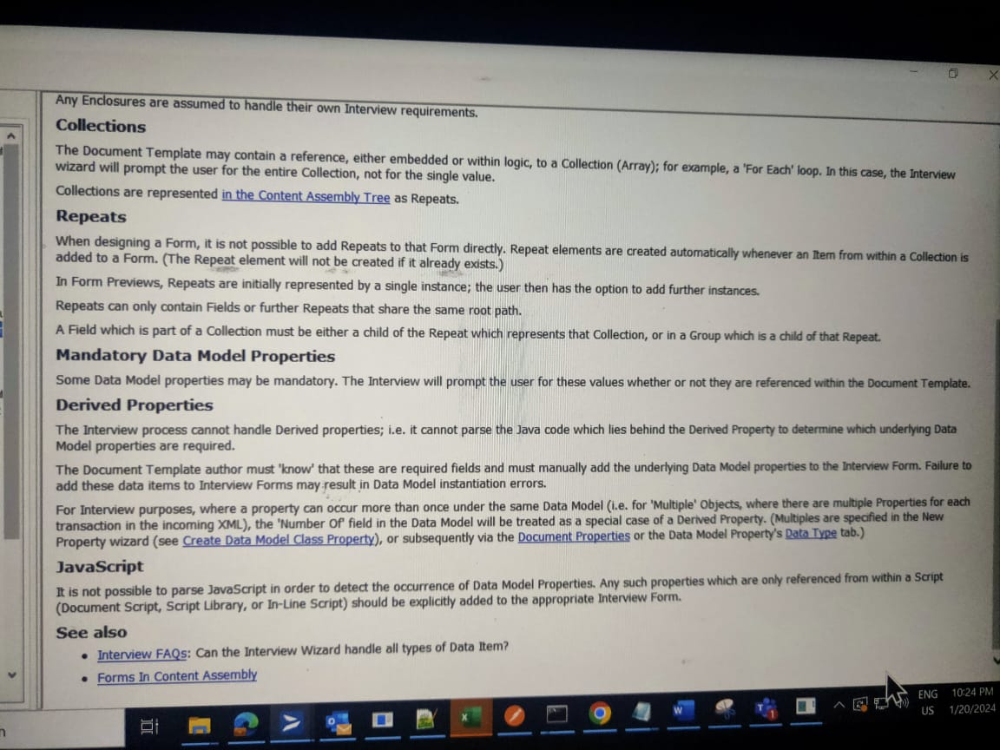 Any Enclosures are assumed to handle their own Interview requirements.
Collections
The Document Template may contain a reference, either embedded or within logic, to a Collection (Array); for example, a 'For Each' loop. In this case, the Interview
wizard will prompt the user for the entire Collection, not for the single value.
Collections are represented in the Content Assembly Tree as Repeats.
Repeats
When designing a Form, it is not possible to add Repeats to that Form directly. Repeat elements are created automatically whenever an Item from within a Collection is
added to a Form. (The Repeat element will not be created if it already exists.)
In Form Previews, Repeats are initially represented by a single instance; the user then has the option to add further instances.
Repeats can only contain Fields or further Repeats that share the same root path.
A Field which is part of a Collection must be either a child of the Repeat which represents that Collection, or in a Group which is a child of that Repeat.
Mandatory Data Model Properties
Some Data Model properties may be mandatory. The Interview will prompt the user for these values whether or not they are referenced within the Document Template.
Derived Properties
The Interview process cannot handle Derived properties; i.e. it cannot parse the Java code which lies behind the Derived Property to determine which underlying Data
Model properties are required.
The Document Template author must 'know' that these are required fields and must manually add the underlying Data Model properties to the Interview Form. Failure to
add these data items to Interview Forms may result in Data Model instantiation errors.
For Interview purposes, where a property can occur more than once under the same Data Model (i.e. for 'Multiple' Objects, where there are multiple Properties for each
transaction in the incoming XML), the 'Number Of' field in the Data Model will be treated as a special case of a Derived Property. (Multiples are specified in the New
Property wizard (see Create Data Model Class Property), or subsequently via the Document Properties or the Data Model Property's Data Type tab.)
JavaScript
It is not possible to parse JavaScript in order to detect the occurrence of Data Model Properties. Any such properties which are only referenced from within a Script
(Document Script, Script Library, or In-Line Script) should be explicitly added to the appropriate Interview Form.
See also
• Interview FAQs: Can the Interview Wizard handle all types of Data Item?
• Forms In Content Assembly
ENG 10:24 PM
US 1/20/2024